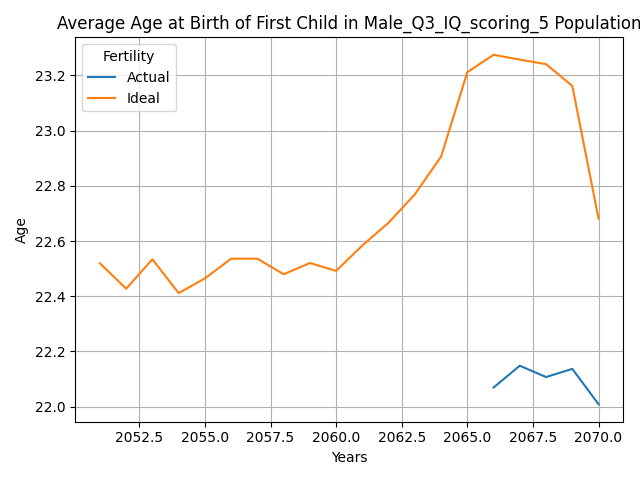 Average Age at Birth of First Child in Male_Q3_IQ_scoring_5 Population
Fertility
Actual
Ideal
23.2
23.0
22.8
22.6
22.4
22.2
22.0
Age
2052.5 2055.0 2057.5 2060.0 2062.5 2065.0 2067.5 2070.0
Years